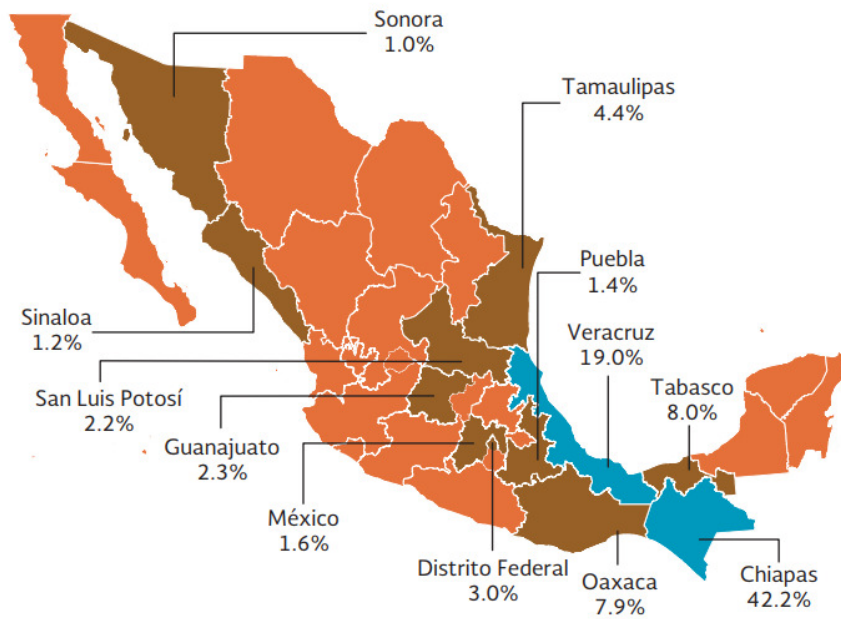 Sonora
1.0%
Tamaulipas
4.4%
Puebla
1.4%
Sinaloa
1.2%
Veracruz
19.0%
San Luis Potosí
2.2%
Tabasco
8.0%
Guanajuato
2.3%
México
1.6%
Distrito Federal
3.0%
Oaxaca
7.9%
Chiapas
42.2%